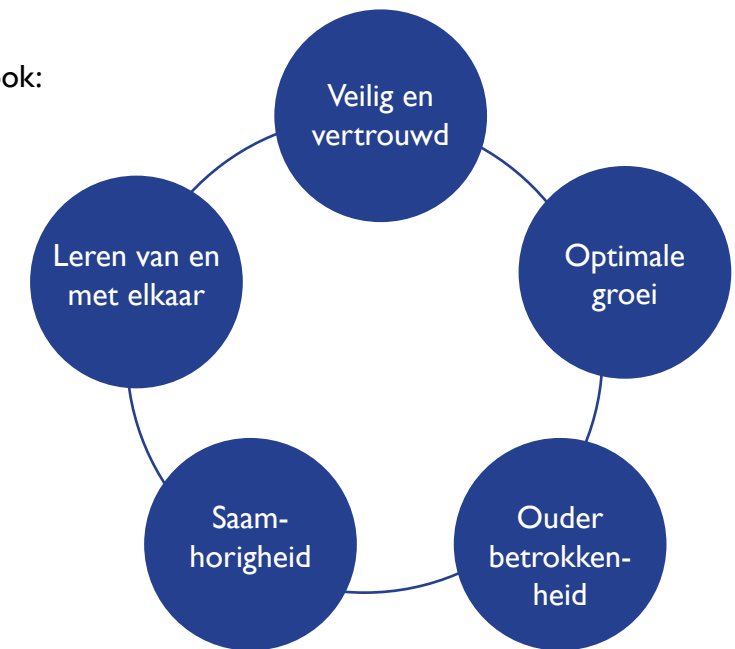 ok:
Veilig en
vertrouwd
Optimale
groei
Ouder
betrokken-
heid
Saam-
horigheid
Leren van en
met elkaar